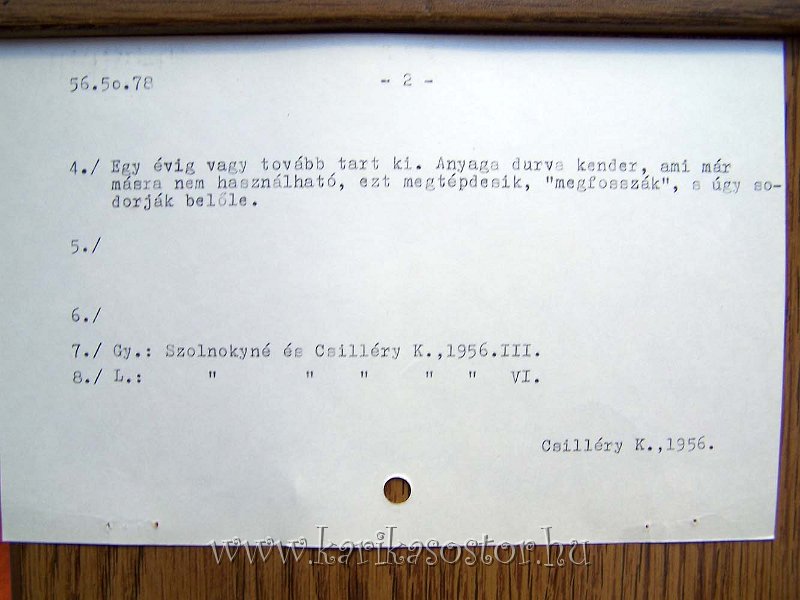 56.5o.78 - 2 -
4./ Egy évig vagy tovább tart ki. Anyaga durva kender, ami már
másra nem használható, ezt megtépdesik, "megfosszák", s úgy so-
dorják belőle.
5./
6./
7./ Gy.: Szolnokyné és Csilléry K.,1956.III.
8./ L.: " " " " " VI.
Csilléry K.,1956.
www.karikasostor.hu